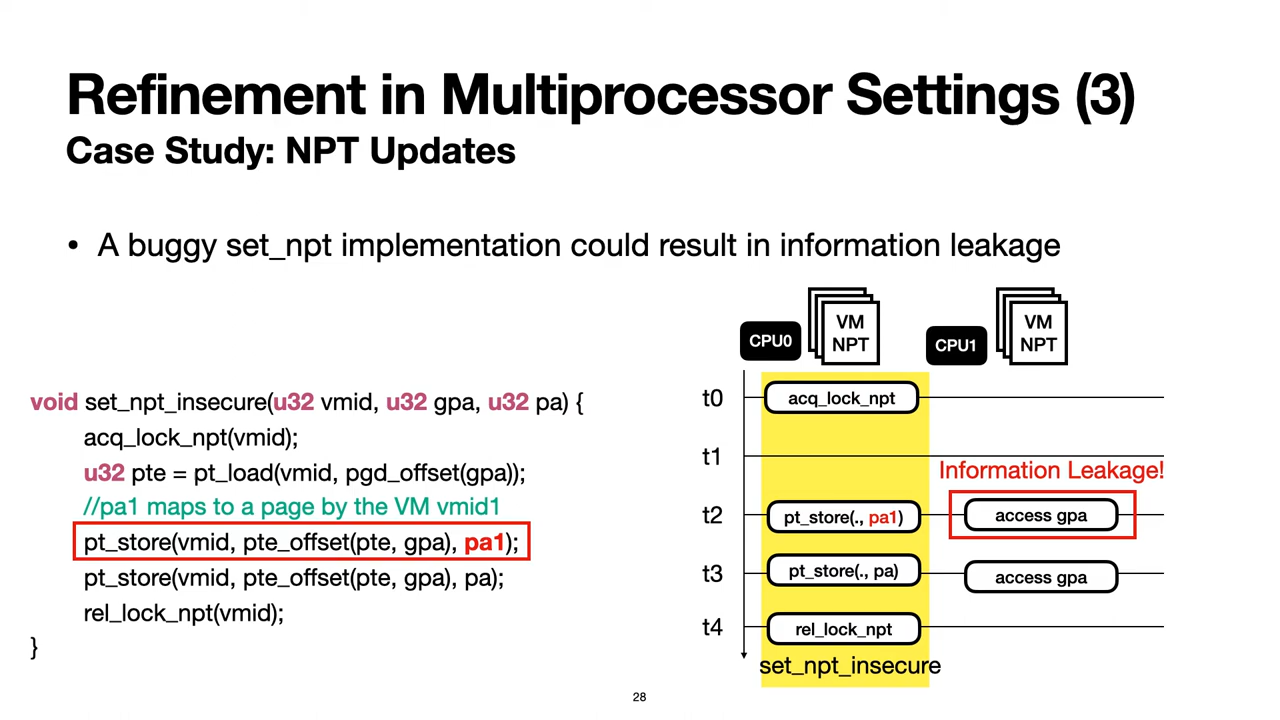 Refinement in Multiprocessor Settings (3)
Case Study: NPT Updates
• A buggy set_npt implementation could result in information leakage
void set_npt_insecure(u32 vmid, u32 gpa, u32 pa) {
acq_lock_npt(vmid);
u32 pte = pt_load(vmid, pgd_offset(gpa));
//pa1 maps to a page by the VM vmid1
pt_store(vmid, pte_offset(pte, gpa), pa1);
pt_store(vmid, pte_offset(pte, gpa), pa);
rel_lock_npt(vmid);
}
CPU0
VM
NPT
CPU1
VM
NPT
t0
acq_lock_npt
t1
Information Leakage!
t2
pt_store(., pa1)
access gpa
t3
pt_store(., pa)
access gpa
t4
rel_lock_npt
set_npt_insecure
28